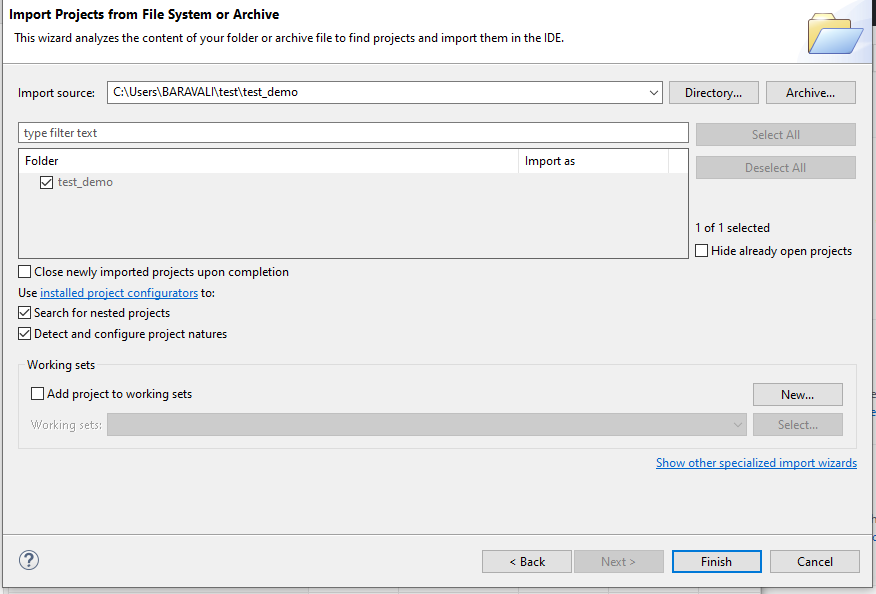 Import Projects from File System or Archive
This wizard analyzes the content of your folder or archive file to find projects and import them in the IDE.
Import source: C:\Users\BARAVALI\test\test_demo Directory... Archive...
type filter text Select All
Folder Import as Deselect All
test_demo
1 of 1 selected
Hide already open projects
Close newly imported projects upon completion
Use installed project configurators to:
Search for nested projects
Detect and configure project natures
Working sets
Add project to working sets New...
Working sets: Select...
Show other specialized import wizards
? < Back Next > Finish Cancel